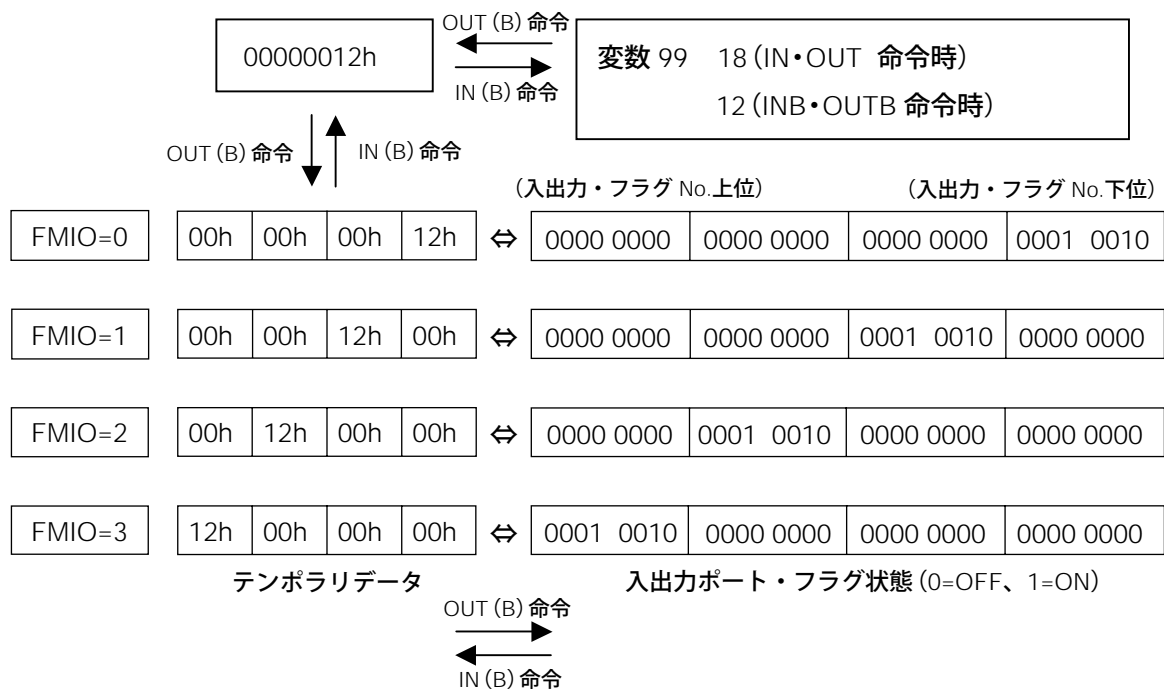 OUT (B) 命令
00000012h
変数 99 18 (IN・OUT 命令時)
IN (B) 命令
12 (INB・OUTB 命令時)
OUT (B) 命令 IN (B) 命令
(入出力・フラグ No.上位) (入出力・フラグ No.下位)
FMIO=0 00h 00h 00h 12h ⇔ 0000 0000 0000 0000 0000 0000 0001 0010
FMIO=1 00h 00h 12h 00h ⇔ 0000 0000 0000 0000 0001 0010 0000 0000
FMIO=2 00h 12h 00h 00h ⇔ 0000 0000 0001 0010 0000 0000 0000 0000
FMIO=3 12h 00h 00h 00h ⇔ 0001 0010 0000 0000 0000 0000 0000 0000
テンポラリデータ 入出力ポート・フラグ状態 (0=OFF、1=ON)
OUT (B) 命令
IN (B) 命令